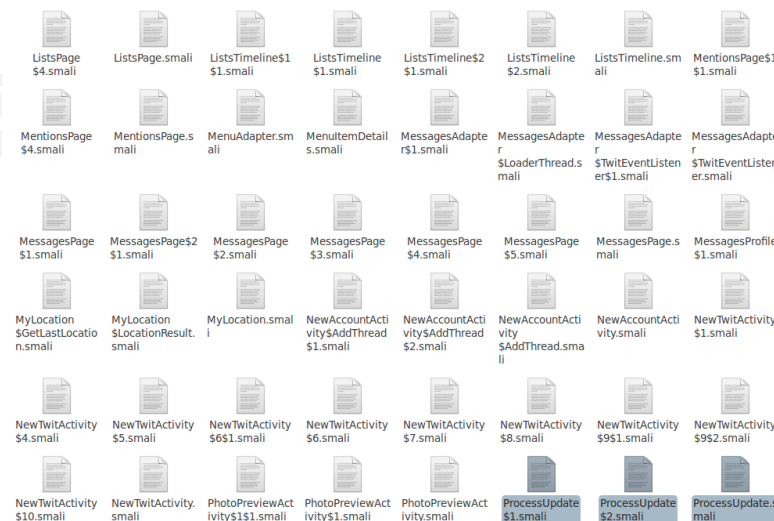 ListsPage
$4.smali
ListsPage.smali
ListsTimeline$1
$1.smali
ListsTimeline
$1.smali
ListsTimeline$2
$1.smali
ListsTimeline
$2.smali
ListsTimeline.sm
ali
MentionsPage$1
$1.smali
MentionsPage
$4.smali
MentionsPage.s
mali
MenuAdapter.sm
ali
MenuItemDetail
s.smali
MessagesAdapte
r$1.smali
MessagesAdapte
r
$LoaderThread.s
mali
MessagesAdapte
r
$TwitEventListen
er$1.smali
MessagesAdapte
r
$TwitEventListen
er.smali
MessagesPage
$1.smali
MessagesPage$2
$1.smali
MessagesPage
$2.smali
MessagesPage
$3.smali
MessagesPage
$4.smali
MessagesPage
$5.smali
MessagesPage.s
mali
MessagesProfile
$1.smali
MyLocation
$GetLastLocatio
n.smali
MyLocation
$LocationResult.
smali
MyLocation.smal
i
NewAccountActi
vity$AddThread
$1.smali
NewAccountActi
vity$AddThread
$2.smali
NewAccountActi
vity
$AddThread.sma
li
NewAccountActi
vity.smali
NewTwitActivity
$1.smali
NewTwitActivity
$4.smali
NewTwitActivity
$5.smali
NewTwitActivity
$6$1.smali
NewTwitActivity
$6.smali
NewTwitActivity
$7.smali
NewTwitActivity
$8.smali
NewTwitActivity
$9$1.smali
NewTwitActivity
$9$2.smali
NewTwitActivity
$10.smali
NewTwitActivity.
smali
PhotoPreviewAct
ivity$1$1.smali
PhotoPreviewAct
ivity$1.smali
PhotoPreviewAct
ivity.smali
ProcessUpdate
$1.smali
ProcessUpdate
$2.smali
ProcessUpdate.s
mali